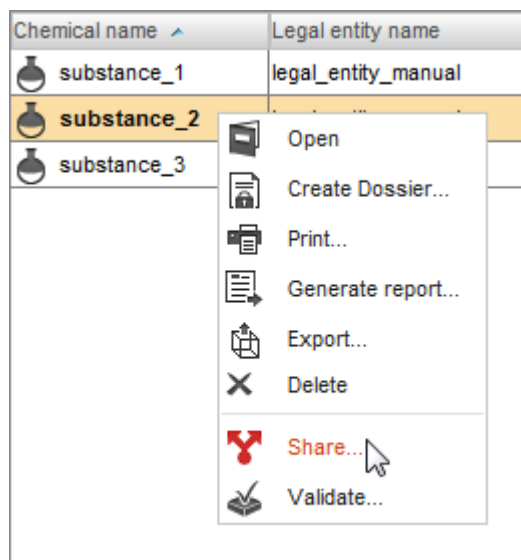 Chemical name Legal entity name
substance_1 legal_entity_manual
substance_2
substance_3
Open
Create Dossier...
Print...
Generate report...
Export...
Delete
Share...
Validate...